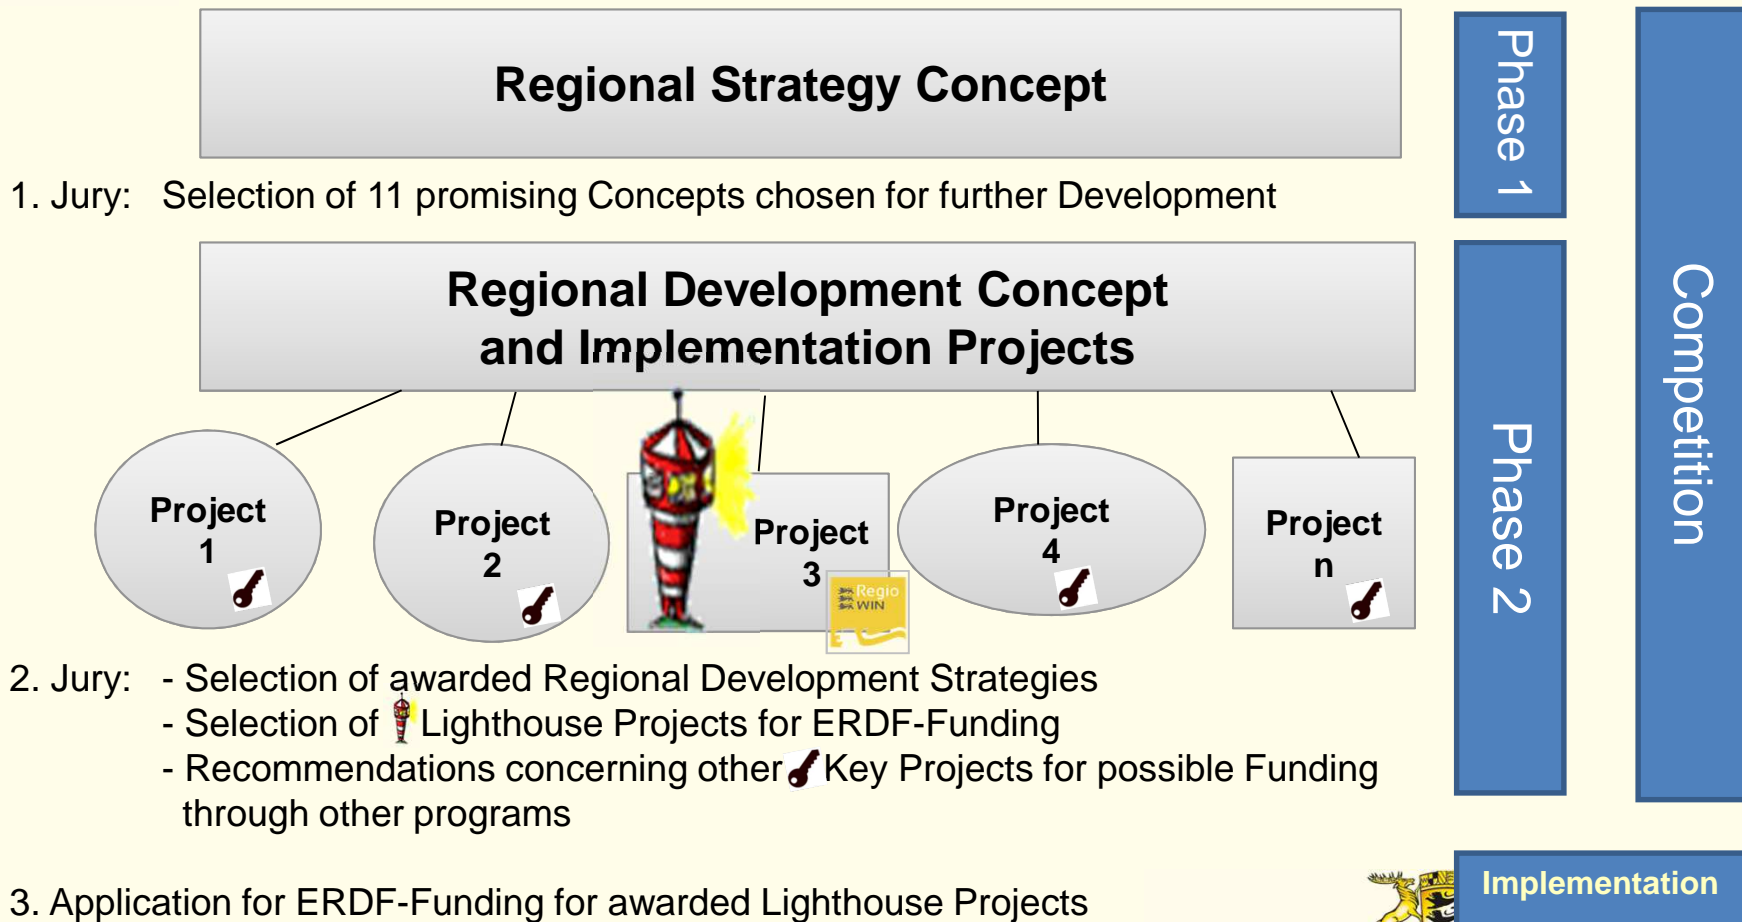 Regional Strategy Concept
Phase 1
1. Jury: Selection of 11 promising Concepts chosen for further Development
Competition
Regional Development Concept
and Implementation Projects
Phase 2
Project
1
Project
2
Project
3
Regio
WIN
Project
4
Project
n
2. Jury: - Selection of awarded Regional Development Strategies
- Selection of Lighthouse Projects for ERDF-Funding
- Recommendations concerning other Key Projects for possible Funding
through other programs
Implementation
3. Application for ERDF-Funding for awarded Lighthouse Projects